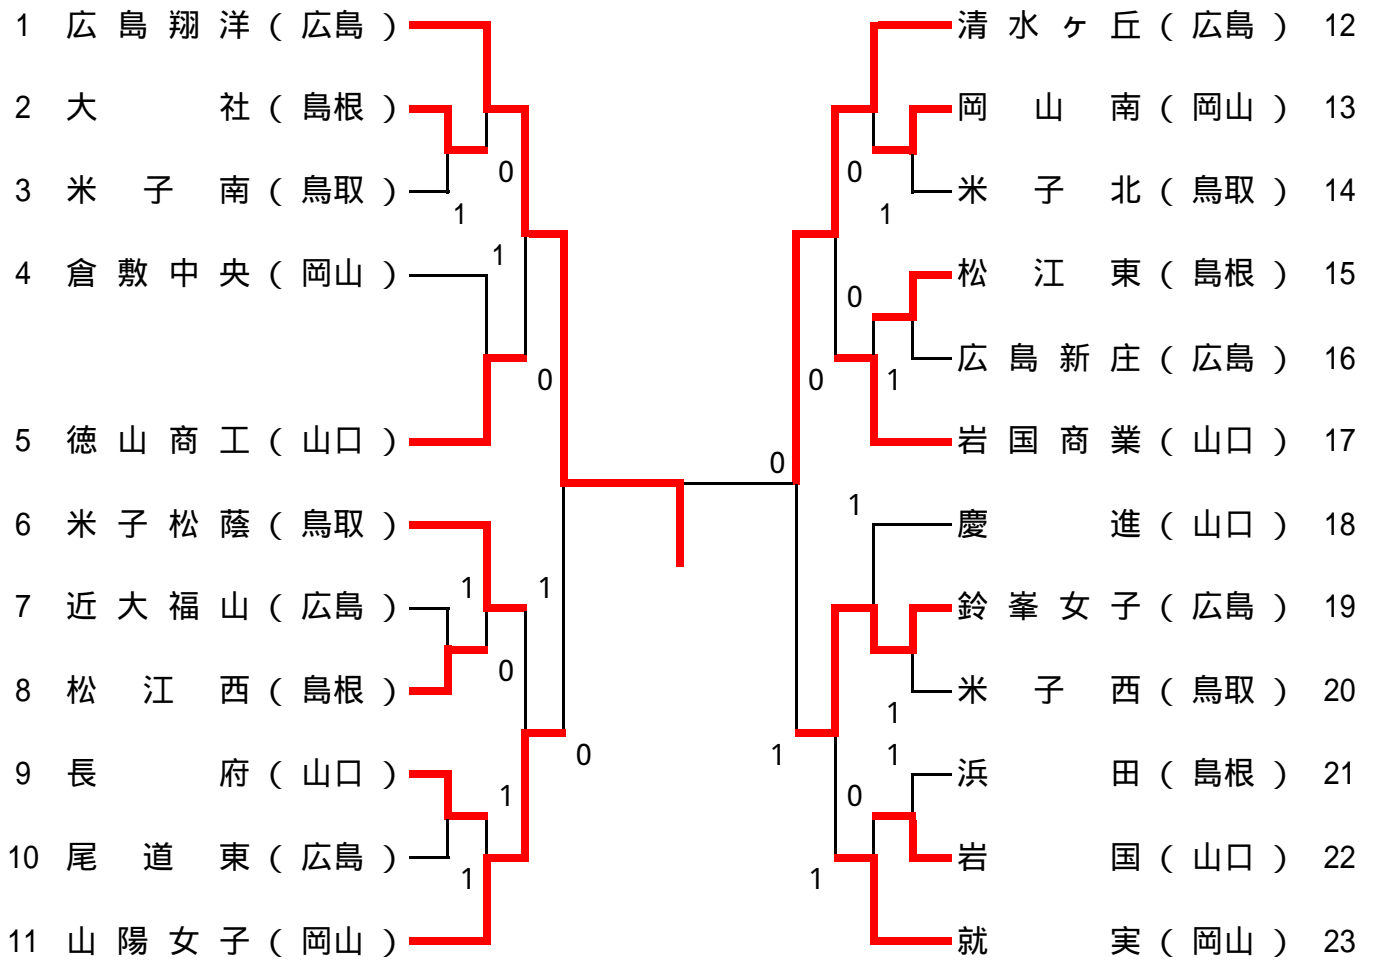 1 広島翔洋(広島)
2 大社(島根)
3 米子南(鳥取)
4 倉敷中央(岡山)
5 徳山商工(山口)
6 米子松蔭(鳥取)
7 近大福山(広島)
8 松江西(島根)
9 長府(山口)
10 尾道東(広島)
11 山陽女子(岡山)
0
1
1
0
1
1
0
0
1
1
0
0
1
0
0
1
1
1
1
1
0
1
清水ヶ丘(広島) 12
岡山南(岡山) 13
米子北(鳥取) 14
松江東(島根) 15
広島新庄(広島) 16
岩国商業(山口) 17
慶進(山口) 18
鈴峯女子(広島) 19
米子西(鳥取) 20
浜田(島根) 21
岩国(山口) 22
就実(岡山) 23